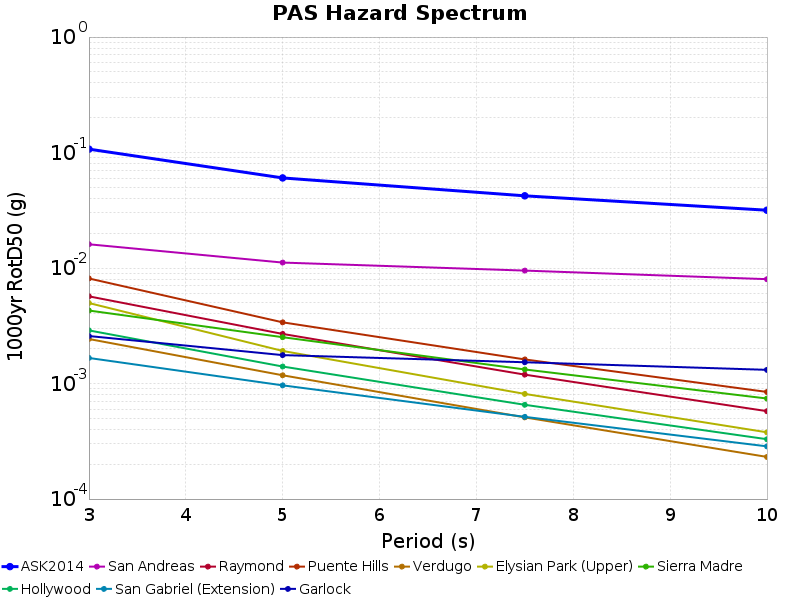 PAS Hazard Spectrum
1000yr RotD50 (g)
10^0
10^-1
10^-2
10^-3
10^-4
3 4 5 6 7 8 9 10
Period (s)
ASK2014 San Andreas Raymond Puente Hills Verdugo Elysian Park (Upper) Sierra Madre
Hollywood San Gabriel (Extension) Garlock